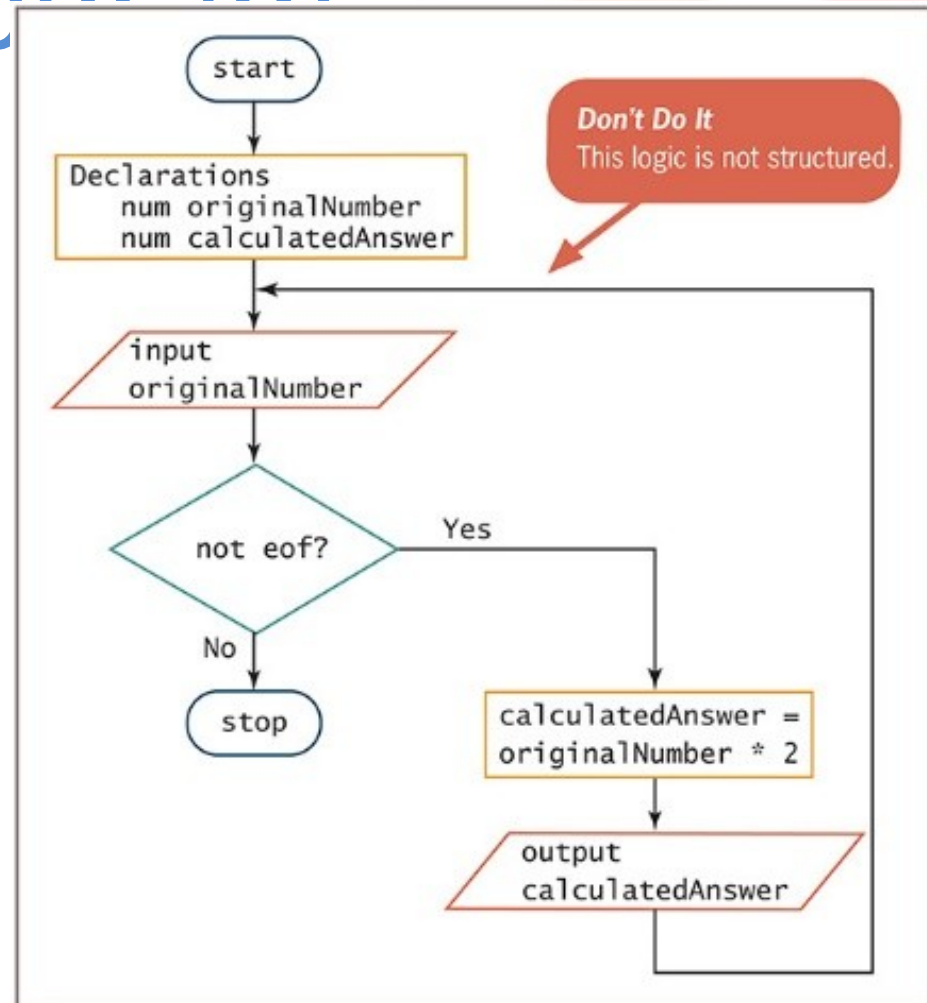 start
Don't Do It
This logic is not structured.
Declarations
num originalNumber
num calculatedAnswer
input
originalNumber
not eof?
Yes
No
stop
calculatedAnswer =
originalNumber * 2
output
calculatedAnswer